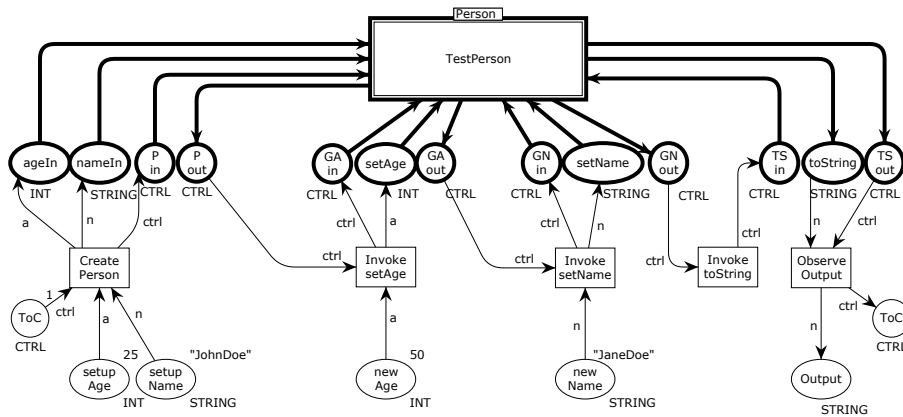 Person
TestPerson
ageIn
nameIn
P
in
P
out
GA
in
setAge
GA
out
GN
in
setName
GN
out
TS
in
toString
TS
out
INT
STRING
CTRL
CTRL
CTRL
INT
CTRL
CTRL
STRING
CTRL
CTRL
STRING
CTRL
a
n
ctrl
ctrl
a
ctrl
n
ctrl
n
ctrl
Create
Person
ctrl
Invoke
setAge
ctrl
Invoke
setName
ctrl
Invoke
toString
Observe
Output
1
ToC
ctrl
CTRL
a
n
a
n
n
ctrl
ToC
CTRL
25
"JohnDoe"
50
"JaneDoe"
setup
Age
setup
Name
new
Age
new
Name
Output
INT
STRING
INT
STRING
STRING